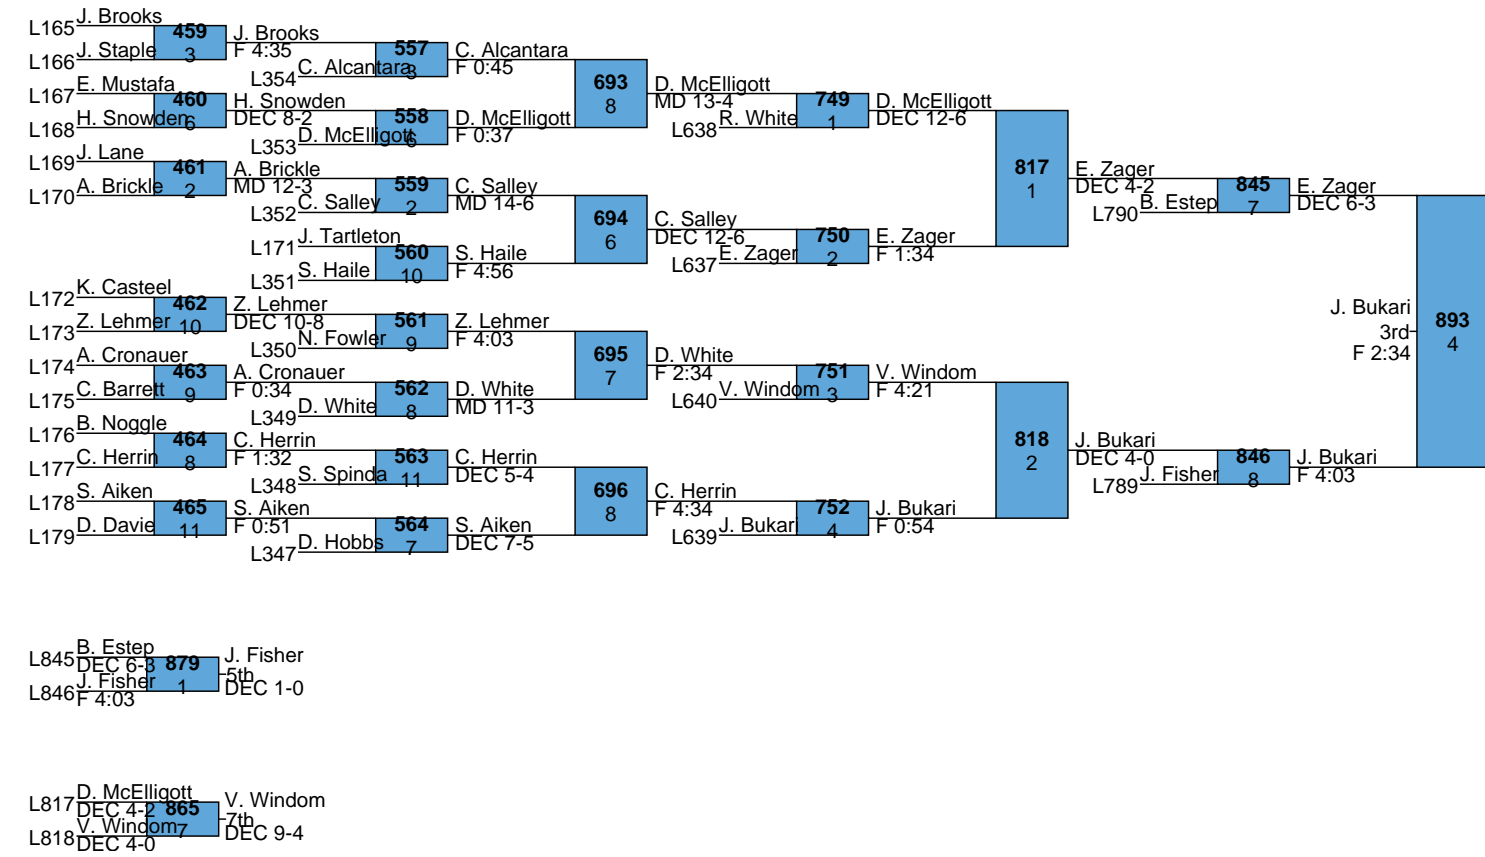 J. Brooks
L165
459
3
J. Staple
L166
J. Brooks
F 4:35
557
3
C. Alcantara
L354
C. Alcantara
F 0:45
E. Mustafa
L167
460
6
H. Snowden
L168
H. Snowden
DEC 8-2
558
6
D. McElligott
L353
D. McElligott
F 0:37
693
8
D. McElligott
MD 13-4
R. White
L638
749
1
D. McElligott
DEC 12-6
J. Lane
L169
461
2
A. Brickle
L170
A. Brickle
MD 12-3
559
2
C. Salley
L352
C. Salley
MD 14-6
J. Tartleton
L171
560
10
S. Haile
L351
S. Haile
F 4:56
694
6
C. Salley
DEC 12-6
E. Zager
L637
750
2
E. Zager
F 1:34
817
1
E. Zager
DEC 4-2
B. Estep
L790
845
7
E. Zager
DEC 6-3
K. Casteel
L172
462
10
Z. Lehmer
L173
Z. Lehmer
DEC 10-8
561
9
N. Fowler
L350
Z. Lehmer
F 4:03
A. Cronauer
L174
463
9
C. Barrett
L175
A. Cronauer
F 0:34
562
8
D. White
L349
D. White
MD 11-3
695
7
D. White
F 2:34
V. Windom
L640
751
3
V. Windom
F 4:21
B. Noggle
L176
464
8
C. Herrin
L177
C. Herrin
F 1:32
563
11
S. Spinda
L348
C. Herrin
DEC 5-4
S. Aiken
L178
465
11
D. Davie
L179
S. Aiken
F 0:51
564
7
D. Hobbs
L347
S. Aiken
DEC 7-5
696
8
C. Herrin
F 4:34
J. Bukari
L639
752
4
J. Bukari
F 0:54
818
2
J. Bukari
DEC 4-0
J. Fisher
L789
846
8
J. Bukari
F 4:03
J. Bukari
3rd
F 2:34
893
4
B. Estep
L845
DEC 6-3
879
1
J. Fisher
L846
F 4:03
J. Fisher
5th
DEC 1-0
D. McElligott
L817
DEC 4-2
865
7
V. Windom
L818
DEC 4-0
V. Windom
7th
DEC 9-4